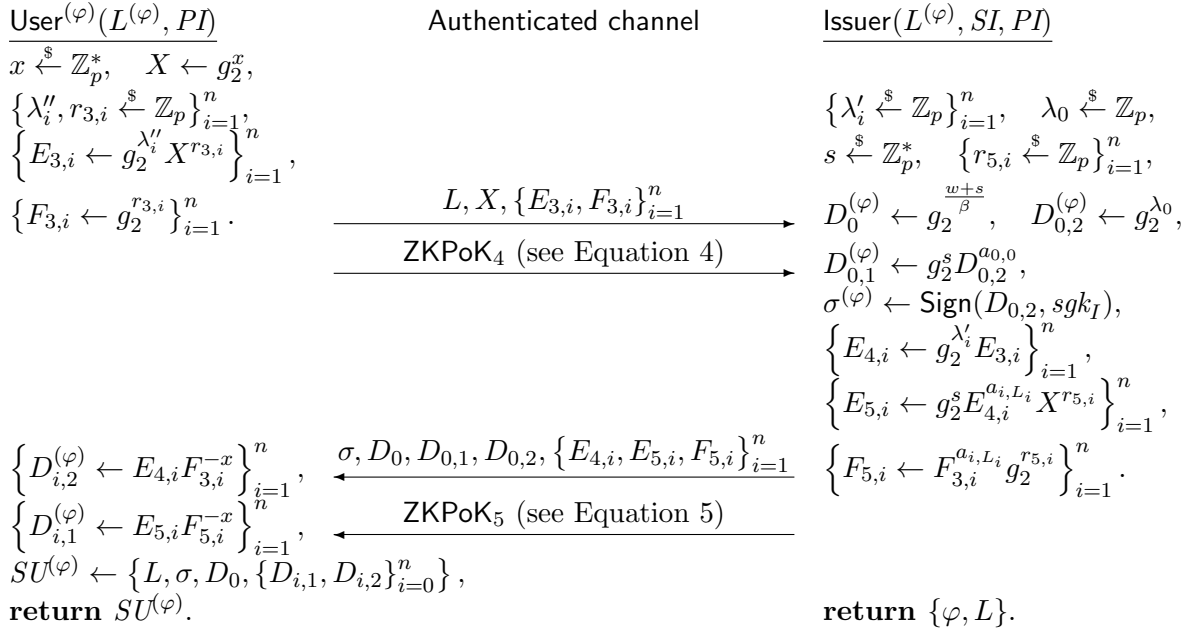 User^(φ)(L^(φ), PI)    Authenticated channel    Issuer(L^(φ), SI, PI)
x ←$ ℤ_p^*,    X ← g_2^x,
{λ''_i, r_{3,i} ←$ ℤ_p}_{i=1}^n,    {λ'_i ←$ ℤ_p}_{i=1}^n,    λ_0 ←$ ℤ_p,
{E_{3,i} ← g_2^{λ''_i} X^{r_{3,i}}}_{i=1}^n,    s ←$ ℤ_p^*,    {r_{5,i} ←$ ℤ_p}_{i=1}^n,
{F_{3,i} ← g_2^{r_{3,i}}}_{i=1}^n.    L, X, {E_{3,i}, F_{3,i}}_{i=1}^n    D_0^(φ) ← g_2^{(w+s)/β},    D_{0,2}^(φ) ← g_2^{λ_0},
ZKPoK_4 (see Equation 4)    D_{0,1}^(φ) ← g_2^s D_{0,2}^{a_{0,0}},
σ^(φ) ← Sign(D_{0,2}, sgk_I),
{E_{4,i} ← g_2^{λ'_i} E_{3,i}}_{i=1}^n,
{E_{5,i} ← g_2^s E_{4,i}^{a_{i,L_i}} X^{r_{5,i}}}_{i=1}^n,
{D_{i,2}^(φ) ← E_{4,i} F_{3,i}^{-x}}_{i=1}^n,    σ, D_0, D_{0,1}, D_{0,2}, {E_{4,i}, E_{5,i}, F_{5,i}}_{i=1}^n    {F_{5,i} ← F_{3,i}^{a_{i,L_i}} g_2^{r_{5,i}}}_{i=1}^n.
{D_{i,1}^(φ) ← E_{5,i} F_{5,i}^{-x}}_{i=1}^n,    ZKPoK_5 (see Equation 5)
SU^(φ) ← {L, σ, D_0, {D_{i,1}, D_{i,2}}_{i=0}^n},
return SU^(φ).    return {φ, L}.